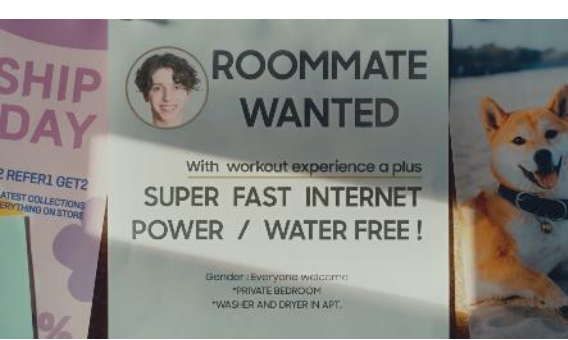 SHIP
DAY
2 REFER1 GET2
ATEST COLLECTIONS
ERYTHING ON STORE
%
ROOMMATE
WANTED
With workout experience a plus
SUPER FAST INTERNET
POWER / WATER FREE !
Gender : Everyone welcome
*PRIVATE BEDROOM
*WASHER AND DRYER IN APT.